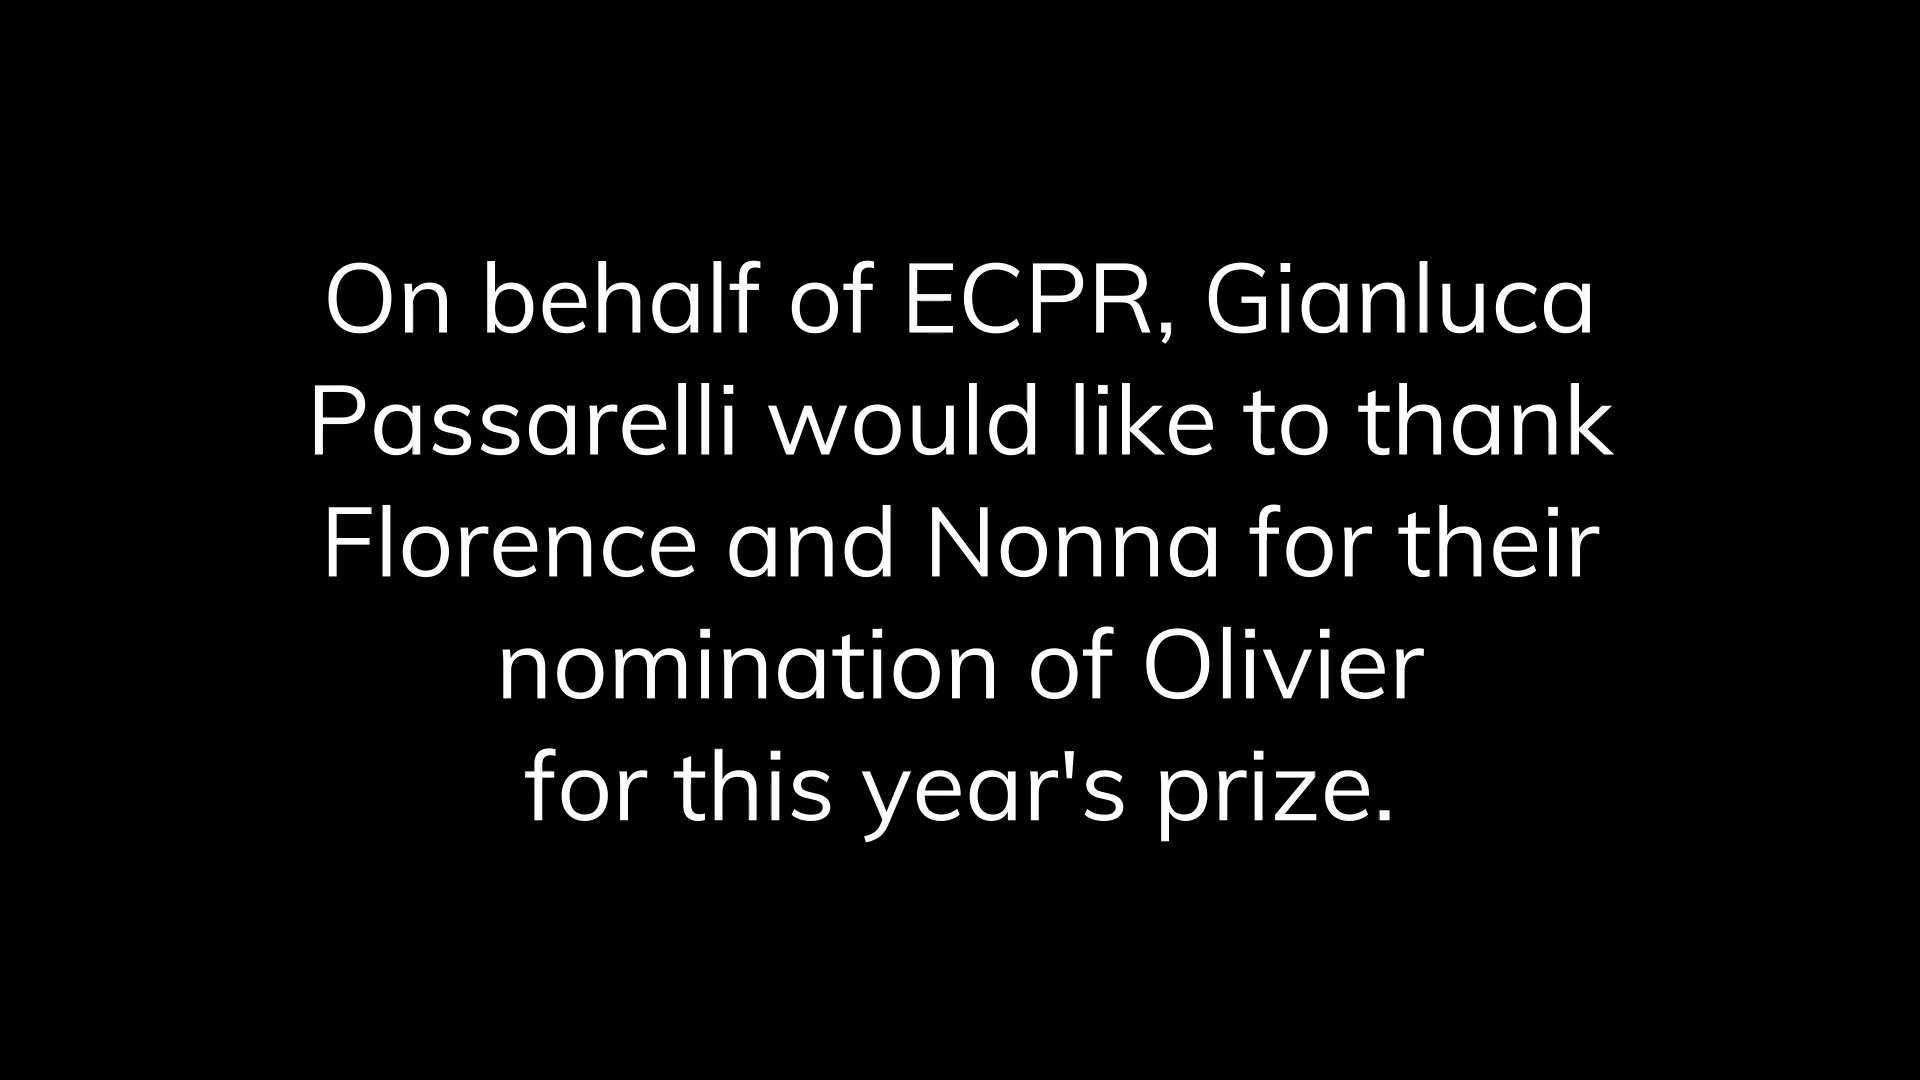 On behalf of ECPR, Gianluca
Passarelli would like to thank
Florence and Nonna for their
nomination of Olivier
for this year's prize.